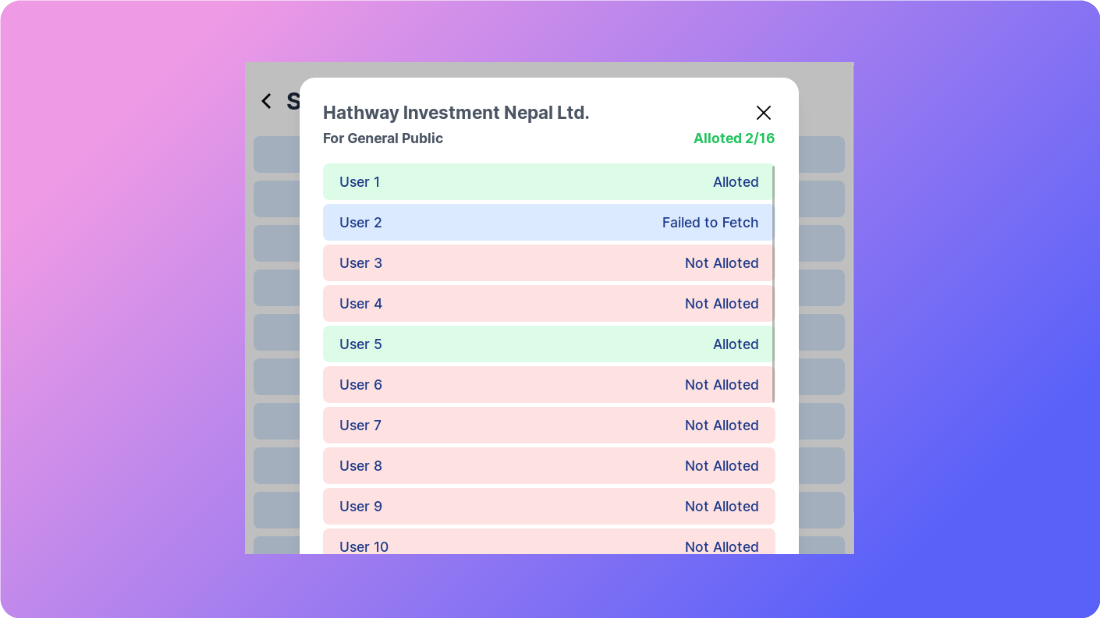 S
Hathway Investment Nepal Ltd.
For General Public Alloted 2/16
User 1 Alloted
User 2 Failed to Fetch
User 3 Not Alloted
User 4 Not Alloted
User 5 Alloted
User 6 Not Alloted
User 7 Not Alloted
User 8 Not Alloted
User 9 Not Alloted
User 10 Not Alloted